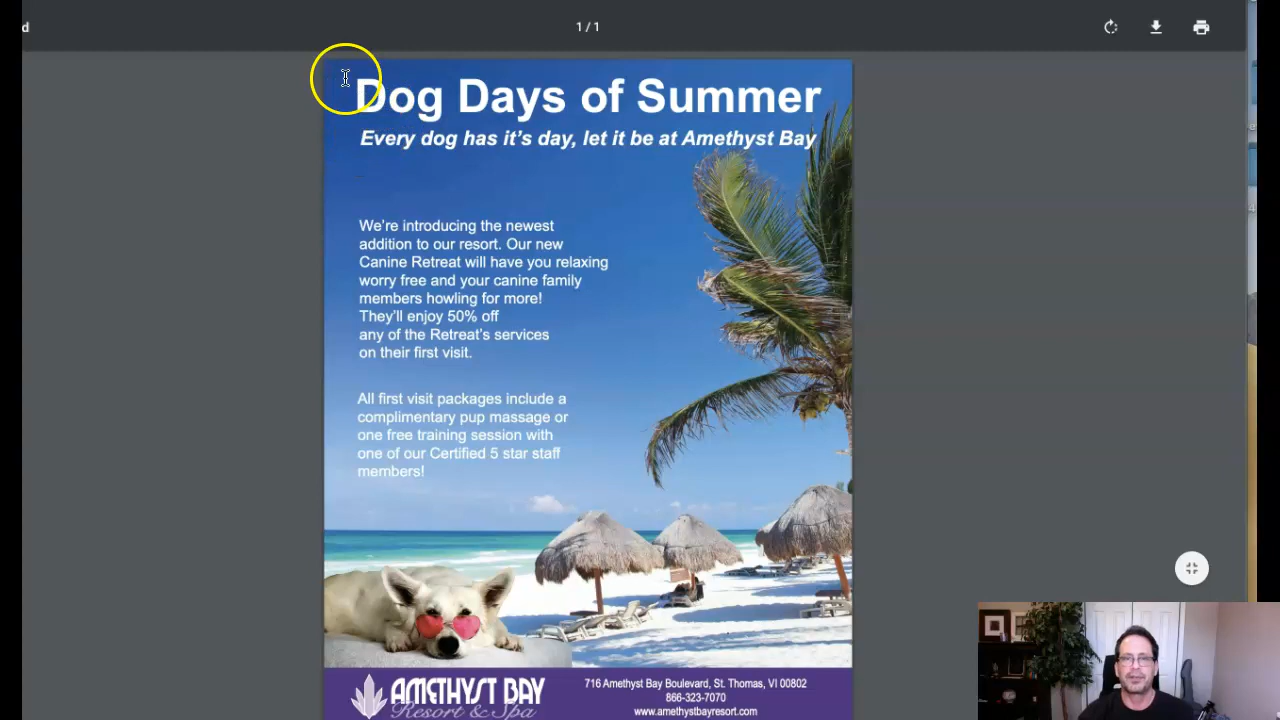 d
1 / 1
Dog Days of Summer
Every dog has it's day, let it be at Amethyst Bay
We're introducing the newest
addition to our resort. Our new
Canine Retreat will have you relaxing
worry free and your canine family
members howling for more!
They'll enjoy 50% off
any of the Retreat's services
on their first visit.
All first visit packages include a
complimentary pup massage or
one free training session with
one of our Certified 5 star staff
members!
AMETHYST BAY
Resort & Spa
716 Amethyst Bay Boulevard, St. Thomas, VI 00802
866-323-7070
www.amethystbayresort.com